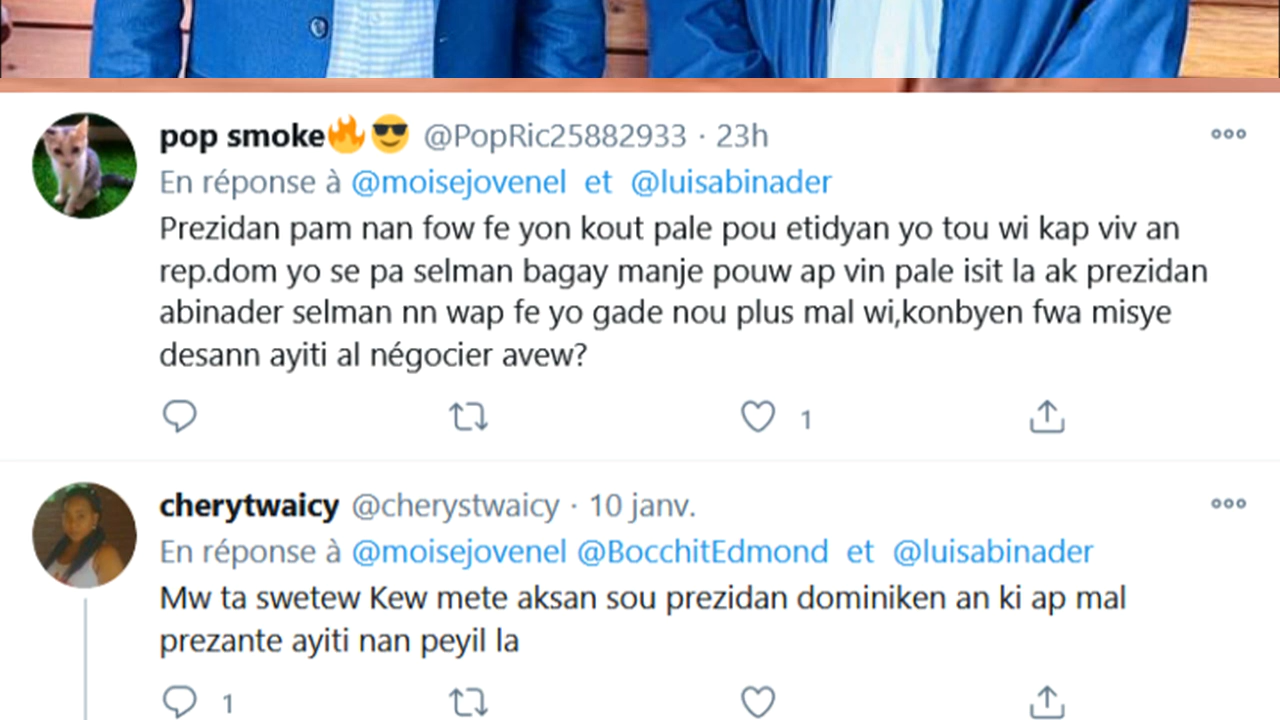 pop smoke🔥😎 @PopRic25882933 · 23h
En réponse à @moisejovenel et @luisabinader
Prezidan pam nan fow fe yon kout pale pou etidyan yo tou wi kap viv an
rep.dom yo se pa selman bagay manje pouw ap vin pale isit la ak prezidan
abinader selman nn wap fe yo gade nou plus mal wi,konbyen fwa misye
desann ayiti al négocier avew?
1
cherytwaicy @cherystwaicy · 10 janv.
En réponse à @moisejovenel @BocchitEdmond et @luisabinader
Mw ta swetew Kew mete aksan sou prezidan dominiken an ki ap mal
prezante ayiti nan peyil la
1